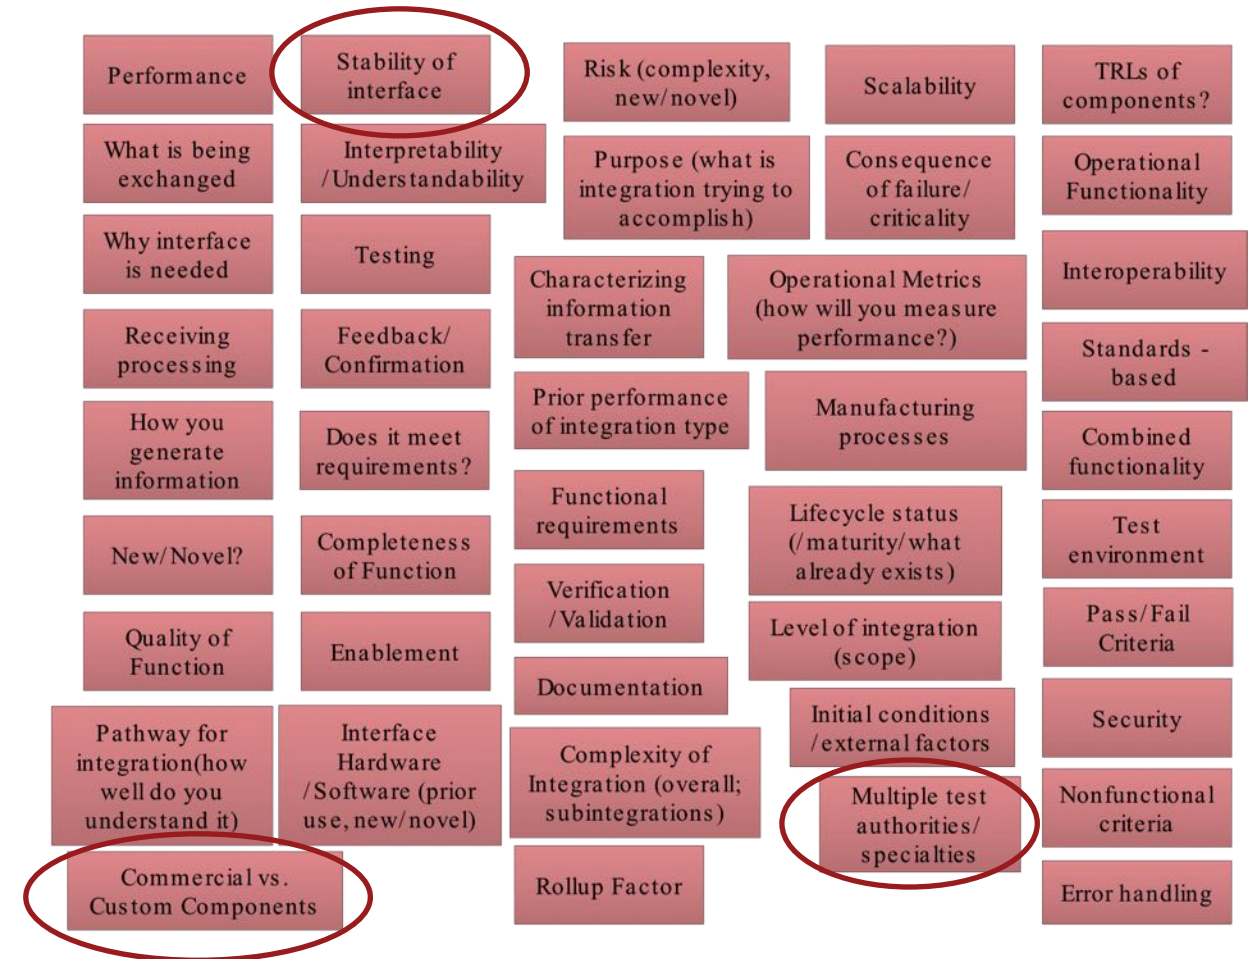 Performance
Stability of
interface
Risk (complexity,
new/novel)
Scalability
TRLs of
components?
What is being
exchanged
Interpretability
/Understandability
Purpose (what is
integration trying to
accomplish)
Consequence
of failure/
criticality
Operational
Functionality
Why interface
is needed
Testing
Characterizing
information
transfer
Operational Metrics
(how will you measure
performance?)
Interoperability
Receiving
processing
Feedback/
Confirmation
Standards -
based
Prior performance
of integration type
Manufacturing
processes
How you
generate
information
Does it meet
requirements?
Combined
functionality
Functional
requirements
Lifecycle status
(/maturity/what
already exists)
Test
environment
New/Novel?
Completeness
of Function
Verification
/Validation
Level of integration
(scope)
Pass/Fail
Criteria
Quality of
Function
Enablement
Documentation
Initial conditions
/external factors
Security
Pathway for
integration(how
well do you
understand it)
Interface
Hardware
/Software (prior
use, new/novel)
Complexity of
Integration (overall;
subintegrations)
Multiple test
authorities/
specialties
Nonfunctional
criteria
Commercial vs.
Custom Components
Rollup Factor
Error handling